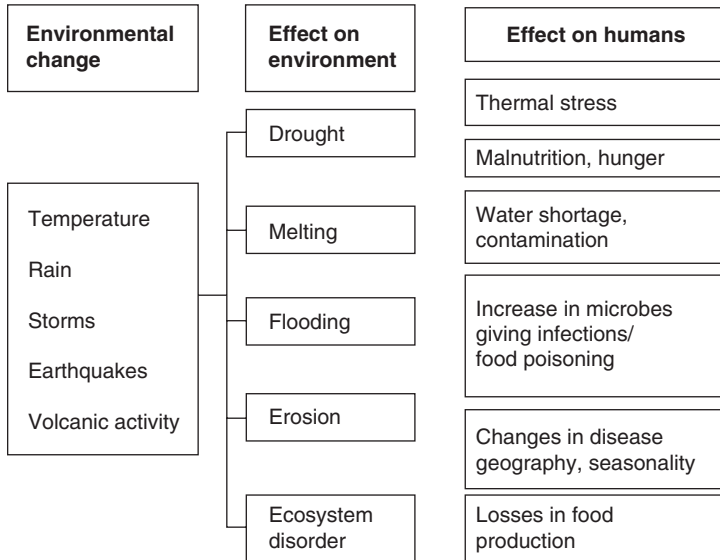 Environmental
change
Effect on
environment
Effect on humans
Temperature
Rain
Storms
Earthquakes
Volcanic activity
Drought
Melting
Flooding
Erosion
Ecosystem
disorder
Thermal stress
Malnutrition, hunger
Water shortage,
contamination
Increase in microbes
giving infections/
food poisoning
Changes in disease
geography, seasonality
Losses in food
production